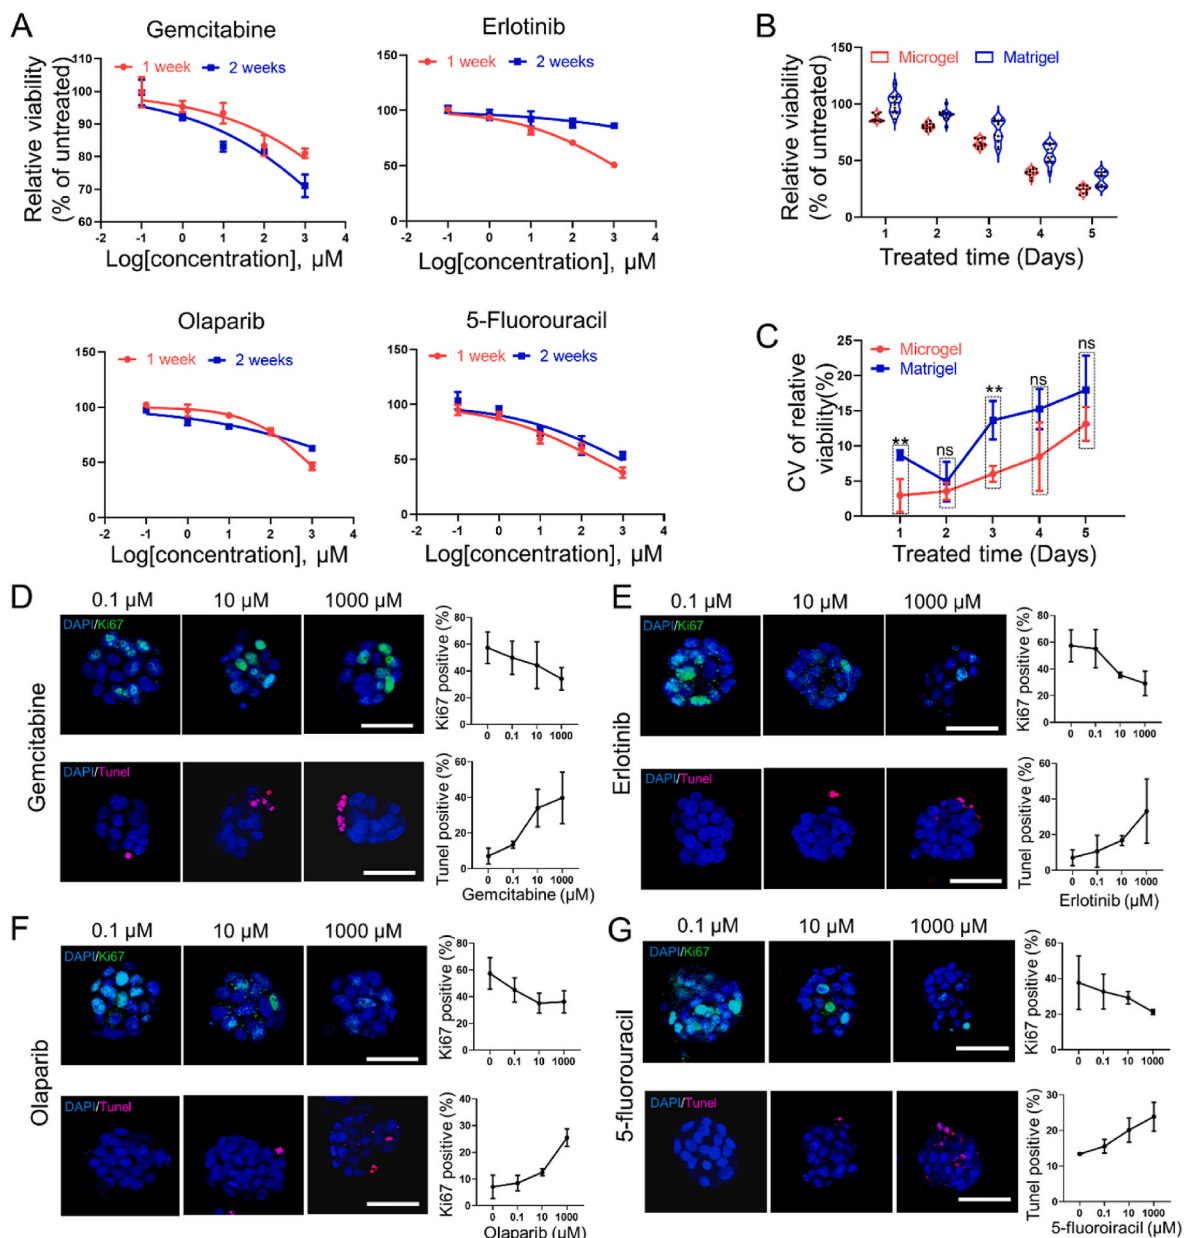 A
Gemcitabine
Relative viability
(% of untreated)
110
100
90
80
70
60
1 week
2 weeks
-2 -1 0 1 2 3 4
Log[concentration], µM
Erlotinib
150
100
50
0
1 week
2 weeks
-2 -1 0 1 2 3 4
Log[concentration], µM
B
Relative viability
(% of untreated)
150
100
50
0
Microgel
Matrigel
1 2 3 4 5
Treated time (Days)
Olaparib
150
100
50
0
1 week
2 weeks
-2 -1 0 1 2 3 4
Log[concentration], µM
5-Fluorouracil
150
100
50
0
1 week
2 weeks
-2 -1 0 1 2 3 4
Log[concentration], µM
C
CV of relative
viability(%)
25
20
15
10
5
0
Microgel
Matrigel
** ns ** ns ns
1 2 3 4 5
Treated time (Days)
D
Gemcitabine
0.1 µM 10 µM 1000 µM
DAPI/Ki67
Ki67 positive (%)
80
60
40
20
0
0 0.1 10 1000
DAPI/Tunel
Tunel positive (%)
60
40
20
0
0 0.1 10 1000
Gemcitabine (µM)
E
Erlotinib
0.1 µM 10 µM 1000 µM
DAPI/Ki67
Ki67 positive (%)
80
60
40
20
0
0 0.1 10 1000
DAPI/Tunel
Tunel positive (%)
60
40
20
0
0 0.1 10 1000
Erlotinib (µM)
F
Olaparib
0.1 µM 10 µM 1000 µM
DAPI/Ki67
Ki67 positive (%)
80
60
40
20
0
0 0.1 10 1000
DAPI/Tunel
Ki67 positive (%)
40
30
20
10
0
0 0.1 10 1000
Olaparib (µM)
G
5-fluorouracil
0.1 µM 10 µM 1000 µM
DAPI/Ki67
Ki67 positive (%)
60
40
20
0
0 0.1 10 1000
DAPI/Tunel
Tunel positive (%)
30
20
10
0
0 0.1 10 1000
5-fluoroiracil (µM)